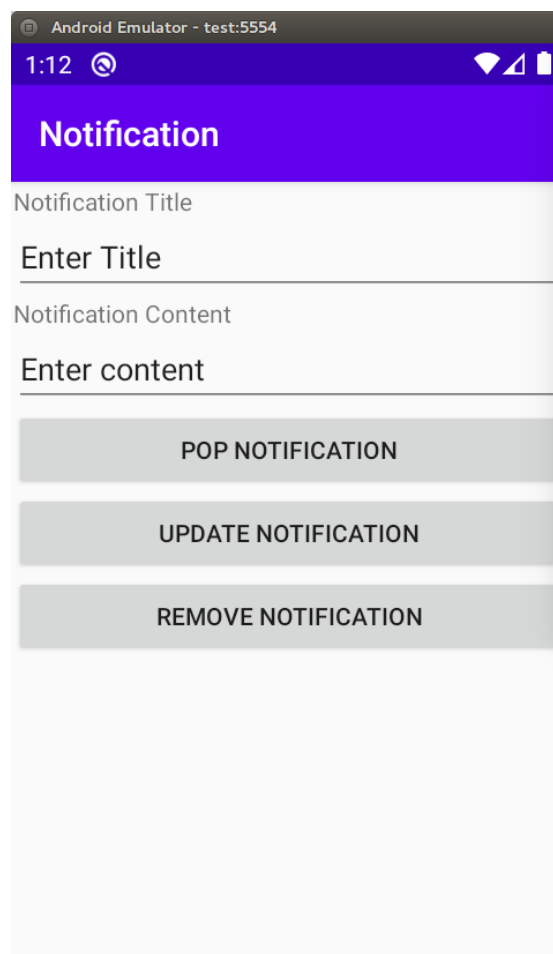 Android Emulator - test:5554
1:12
Notification
Notification Title
Enter Title
Notification Content
Enter content
POP NOTIFICATION
UPDATE NOTIFICATION
REMOVE NOTIFICATION